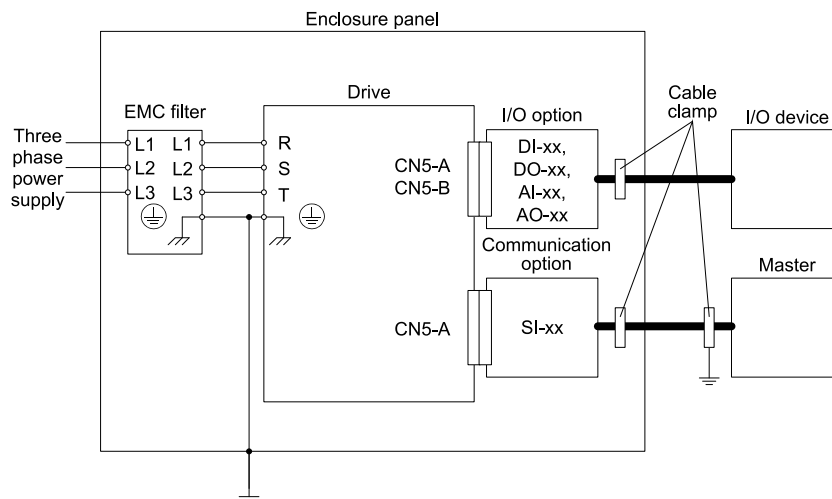 Enclosure panel
EMC filter
Drive
I/O option
Cable
clamp
I/O device
Three
phase
power
supply
L1 L1
L2 L2
L3 L3
R
S
T
CN5-A
CN5-B
DI-xx,
DO-xx,
AI-xx,
AO-xx
Communication
option
Master
CN5-A
SI-xx